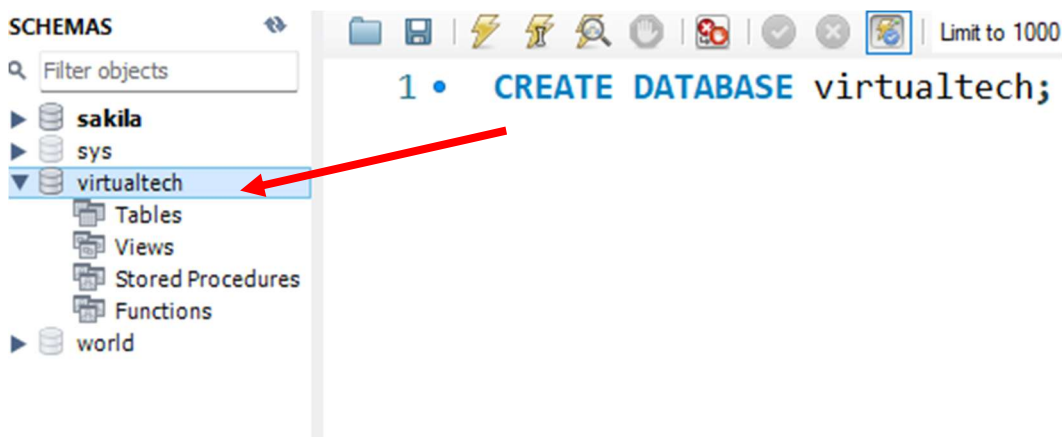 SCHEMAS
Filter objects
sakila
sys
virtualtech
Tables
Views
Stored Procedures
Functions
world
Limit to 1000
1 CREATE DATABASE virtualtech;